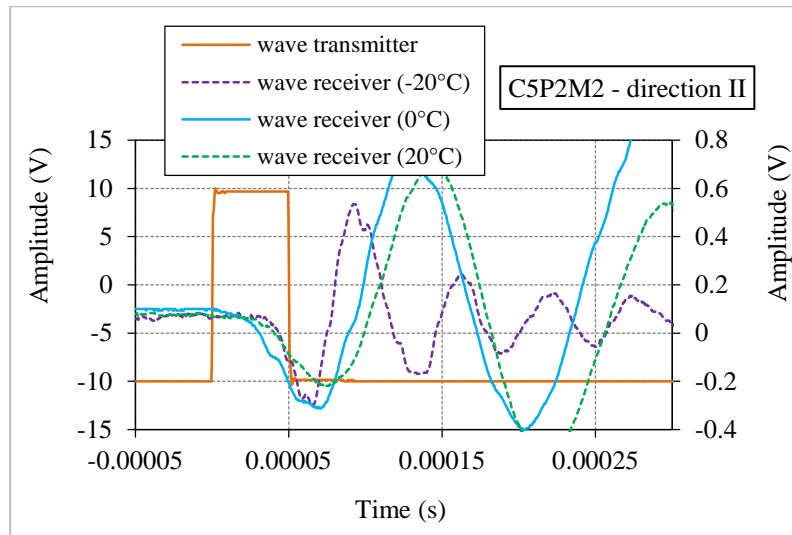 wave transmitter
wave receiver (-20°C)
wave receiver (0°C)
wave receiver (20°C)
C5P2M2 - direction II
15
10
5
0
-5
-10
-15
Amplitude (V)
0.8
0.6
0.4
0.2
0
-0.2
-0.4
Amplitude (V)
-0.00005
0.00005
0.00015
0.00025
Time (s)